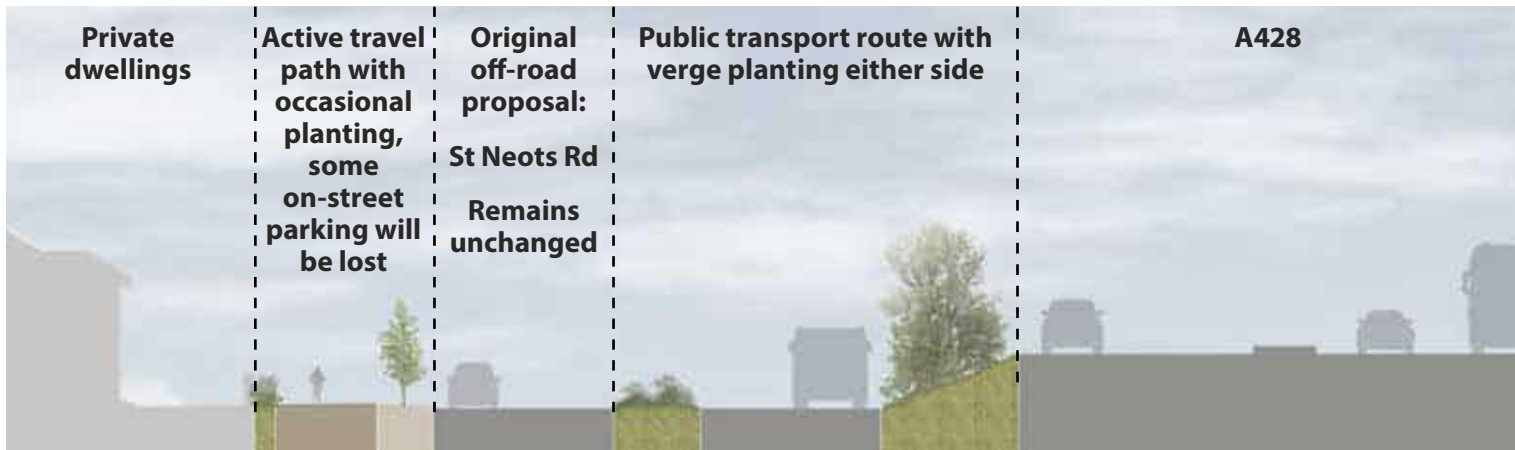 Private
dwellings
Active travel
path with
occasional
planting,
some
on-street
parking will
be lost
Original
off-road
proposal:
St Neots Rd
Remains
unchanged
Public transport route with
verge planting either side
A428